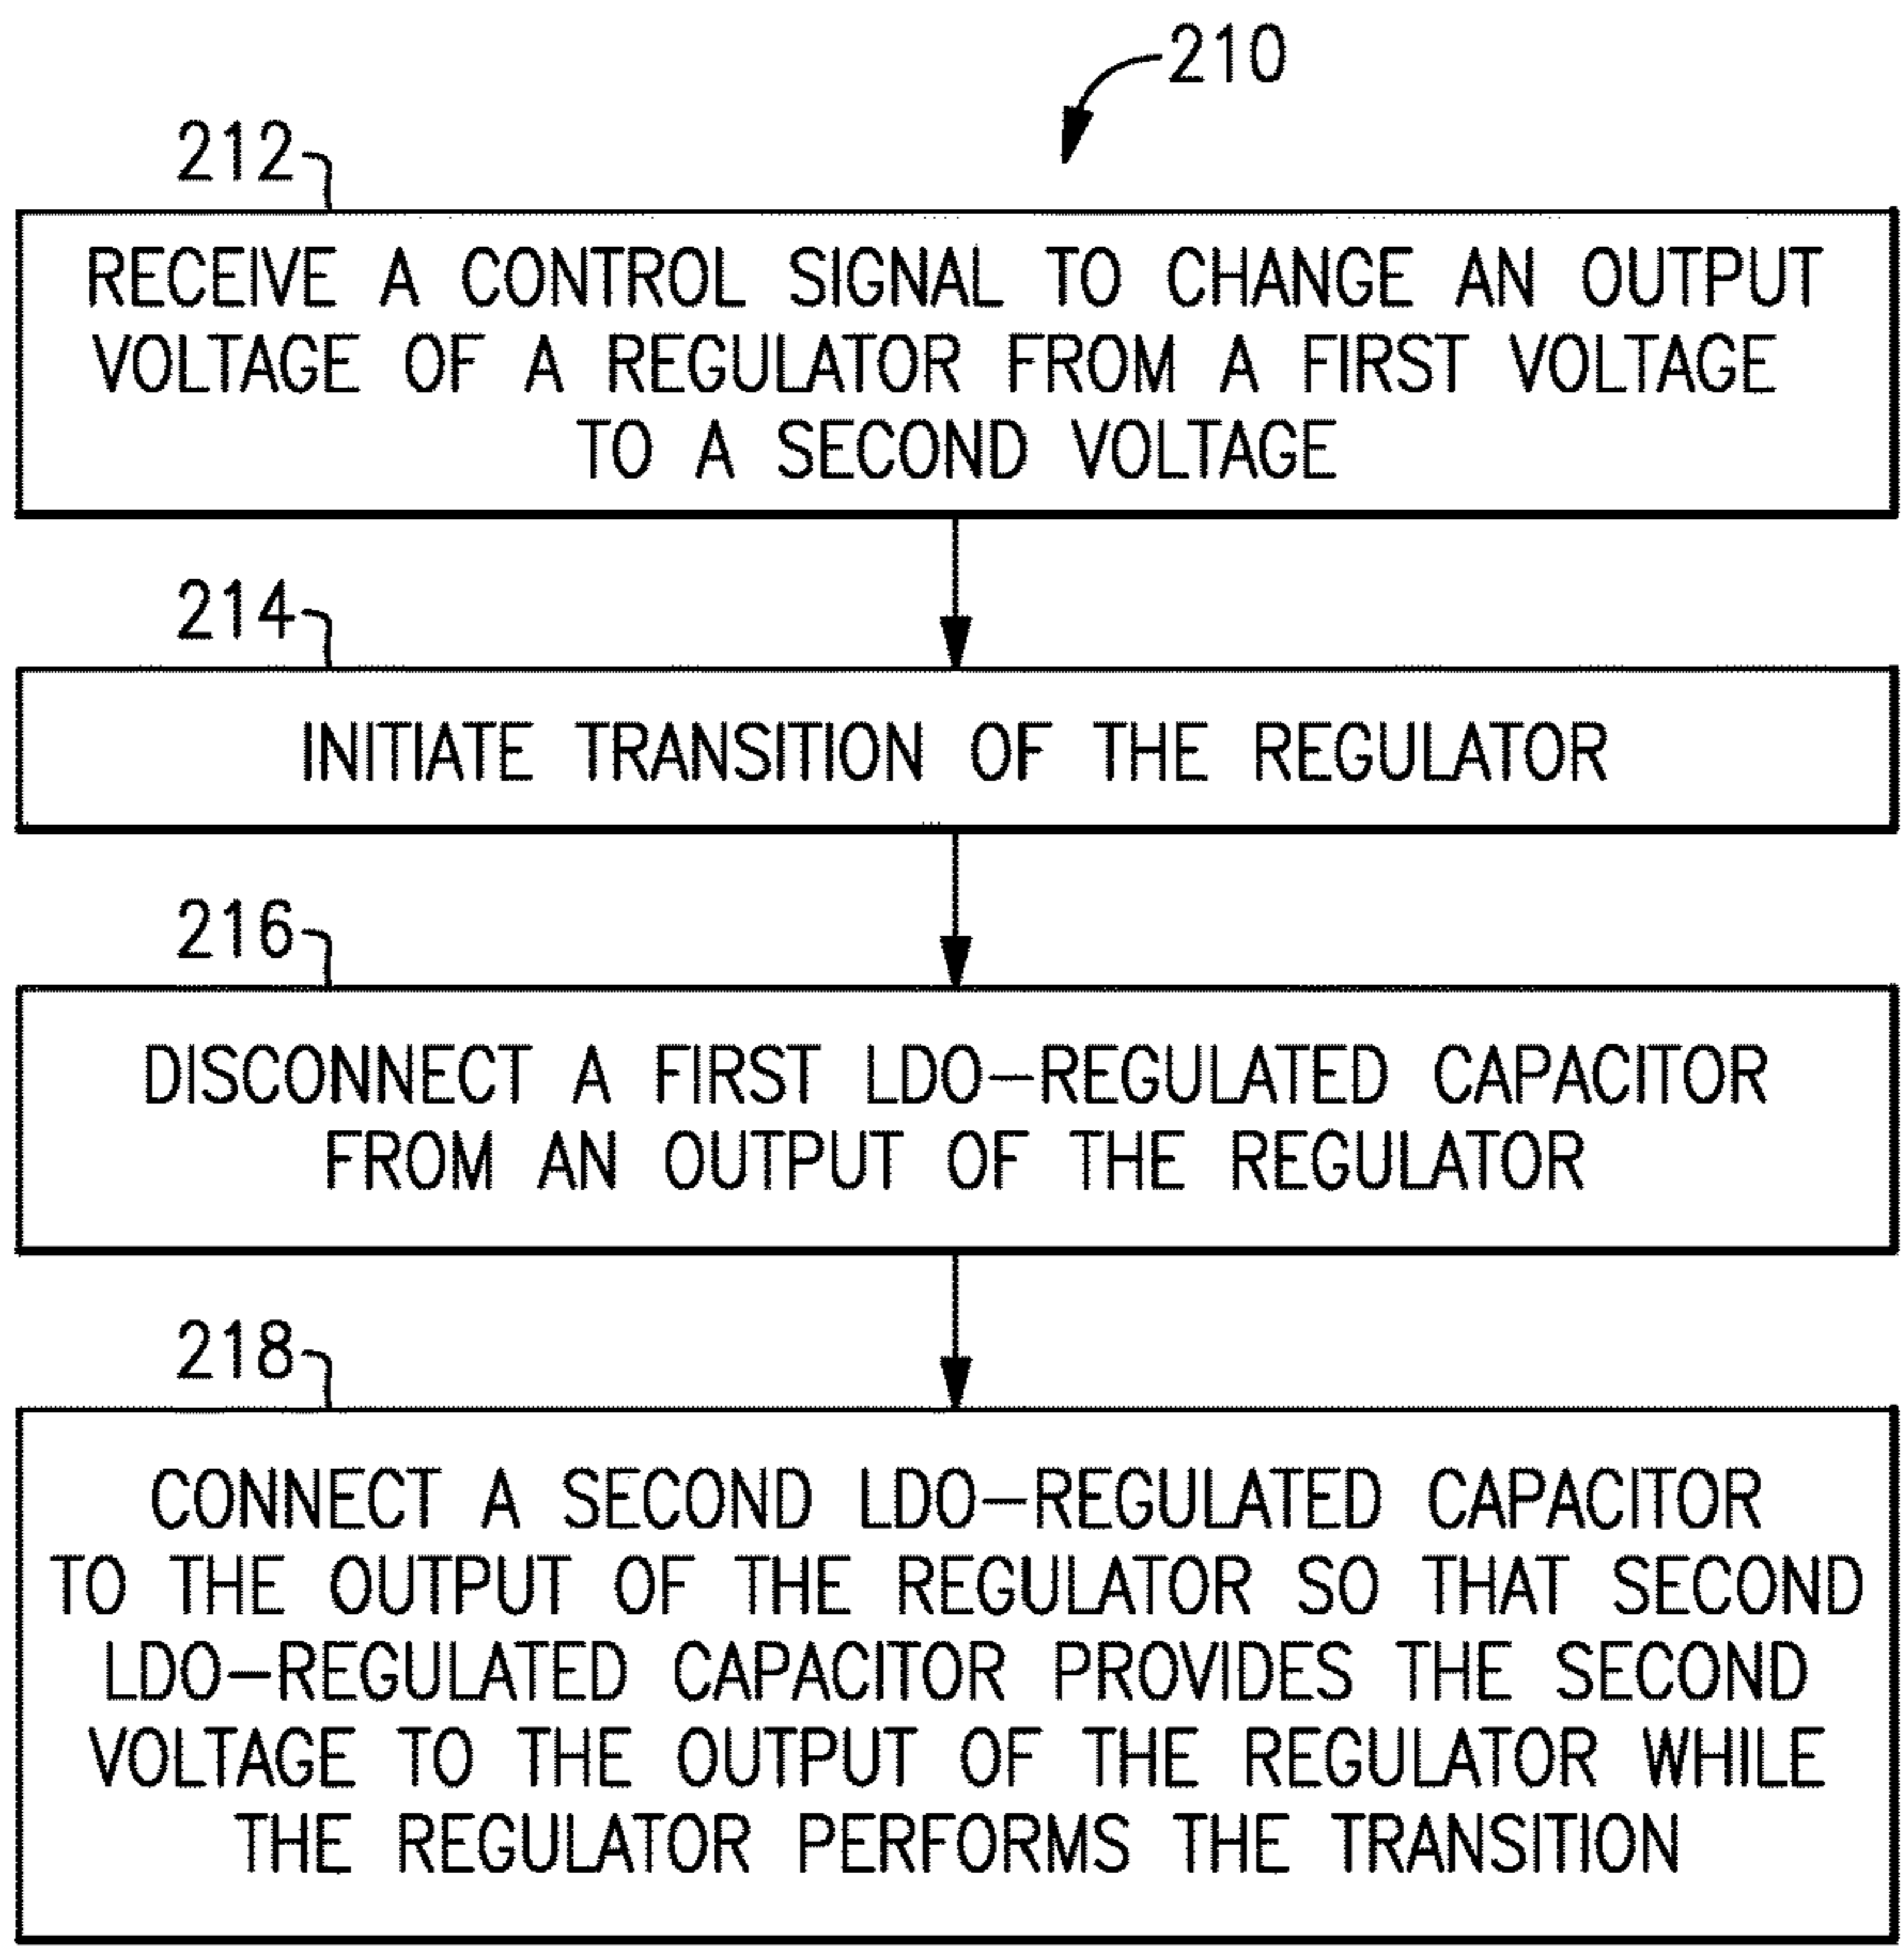 210
212
RECEIVE A CONTROL SIGNAL TO CHANGE AN OUTPUT
VOLTAGE OF A REGULATOR FROM A FIRST VOLTAGE
TO A SECOND VOLTAGE
214
INITIATE TRANSITION OF THE REGULATOR
216
DISCONNECT A FIRST LDO-REGULATED CAPACITOR
FROM AN OUTPUT OF THE REGULATOR
218
CONNECT A SECOND LDO-REGULATED CAPACITOR
TO THE OUTPUT OF THE REGULATOR SO THAT SECOND
LDO-REGULATED CAPACITOR PROVIDES THE SECOND
VOLTAGE TO THE OUTPUT OF THE REGULATOR WHILE
THE REGULATOR PERFORMS THE TRANSITION